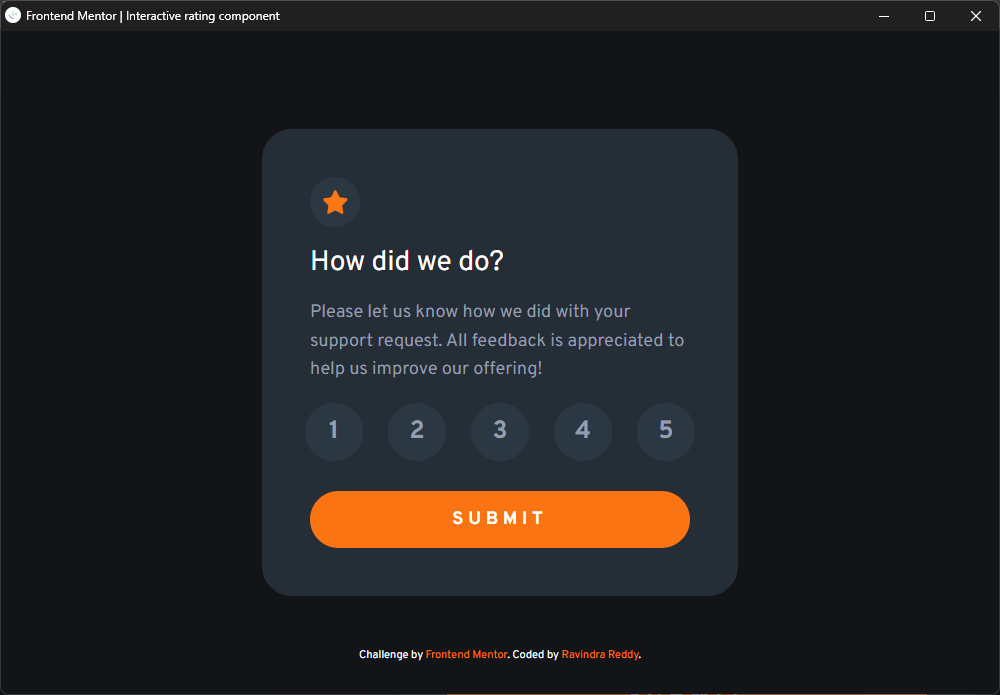 Frontend Mentor | Interactive rating component
How did we do?
Please let us know how we did with your
support request. All feedback is appreciated to
help us improve our offering!
1 2 3 4 5
SUBMIT
Challenge by Frontend Mentor. Coded by Ravindra Reddy.